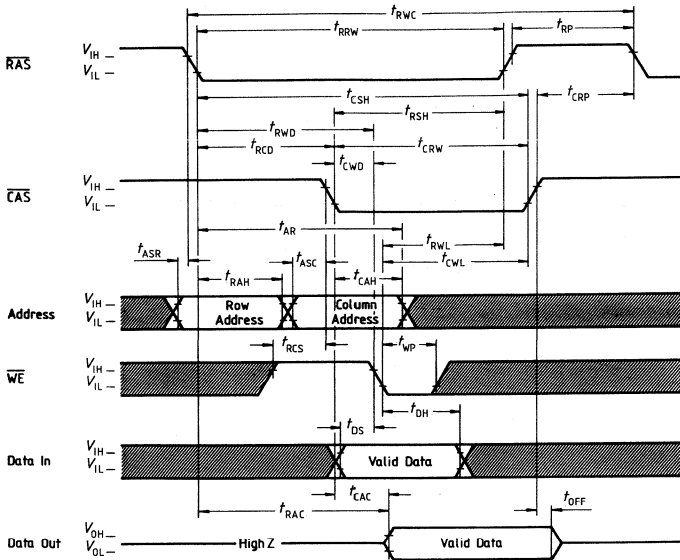 tRWC
tRRW
tRP
RAS
VIH
VIL
tCSH
tCRP
tRSH
tRWD
tRCD
tCWD
tCRW
CAS
VIH
VIL
tAR
tRWL
tASR
tASC
tCWL
tRAH
tCAH
Address
VIH
VIL
Row Address
Column Address
tRCS
tWP
WE
VIH
VIL
tDH
tDS
Data In
VIH
VIL
Valid Data
tCAC
tRAC
tOFF
Data Out
VOH
VOL
High Z
Valid Data